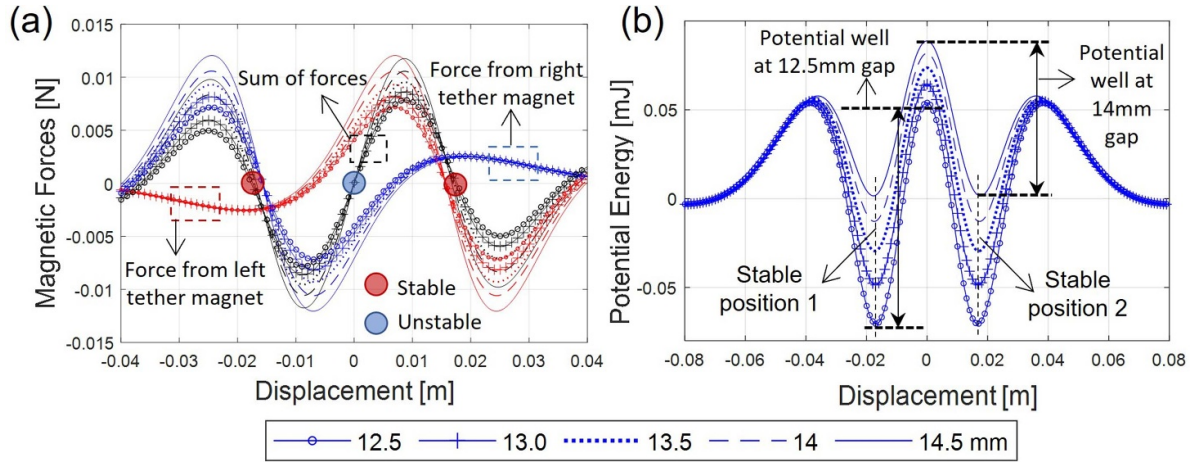 (a)
Magnetic Forces [N]
0.015
0.01
0.005
0
-0.005
-0.01
-0.015
-0.04
-0.03
-0.02
-0.01
0
0.01
0.02
0.03
0.04
Displacement [m]
Sum of forces
Force from right
tether magnet
Force from left
tether magnet
Stable
Unstable
(b)
Potential Energy [mJ]
0.05
0
-0.05
-0.08
-0.06
-0.04
-0.02
0
0.02
0.04
0.06
0.08
Displacement [m]
Potential well
at 12.5mm gap
Potential
well at
14mm
gap
Stable
position 1
Stable
position 2
12.5
13.0
13.5
14
14.5 mm